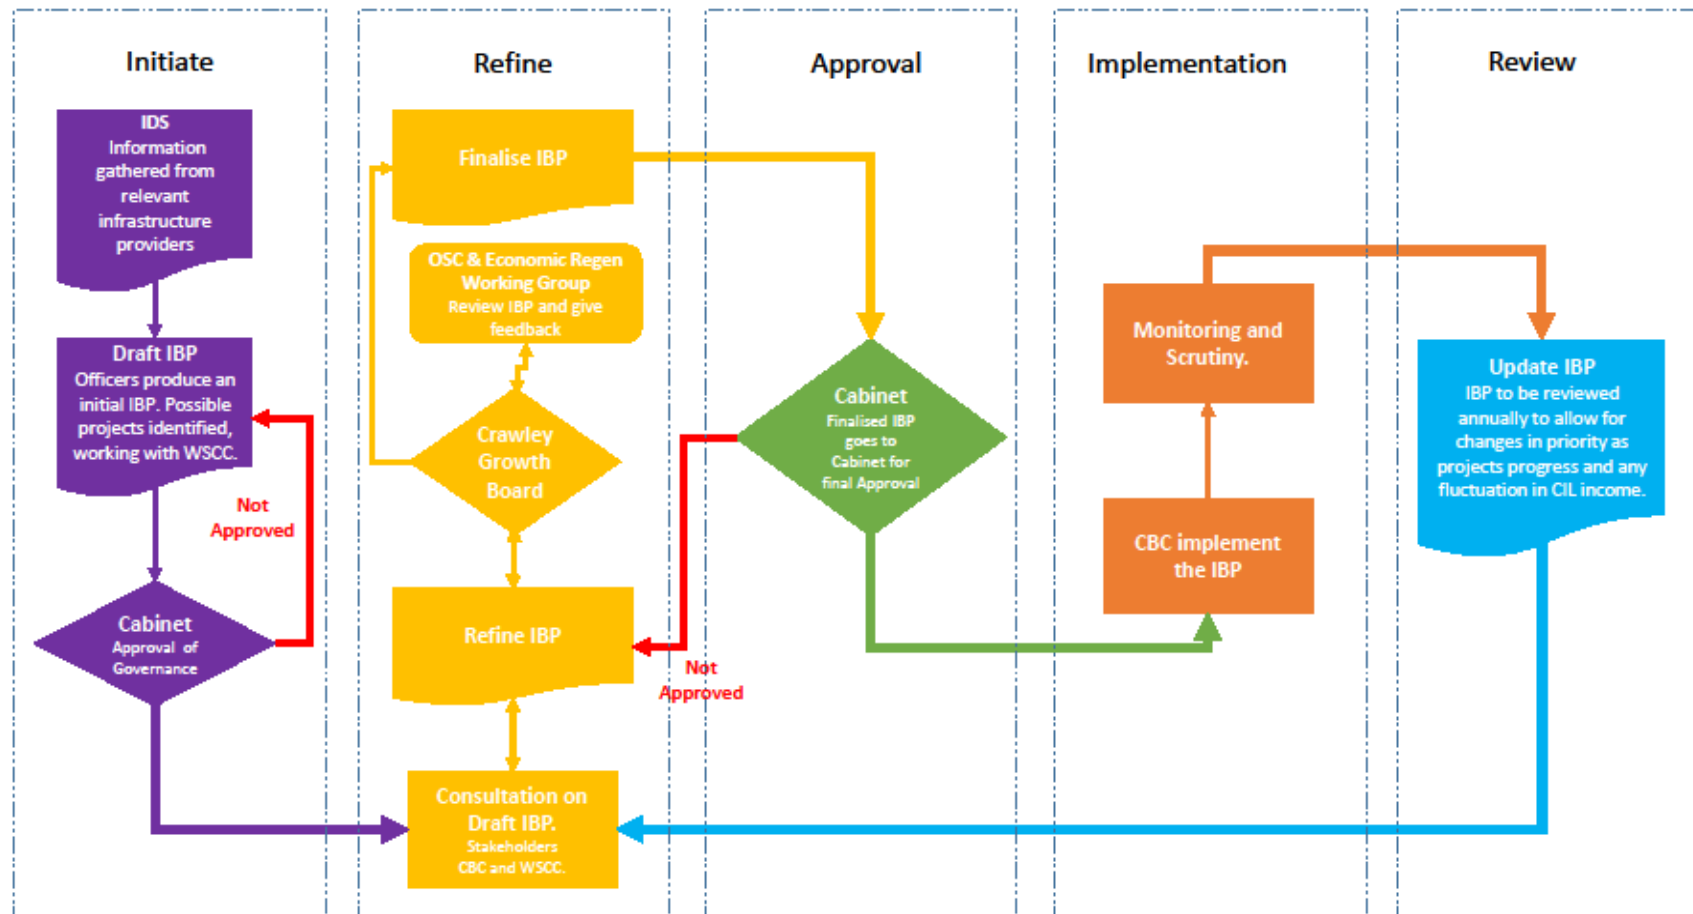 Initiate
Refine
Approval
Implementation
Review
IDS
Information
gathered from
relevant
infrastructure
providers
Draft IBP
Officers produce an
initial IBP. Possible
projects identified,
working with WSCC.
Not
Approved
Cabinet
Approval of
Governance
Finalise IBP
OSC & Economic Regen
Working Group
Review IBP and give
feedback
Crawley
Growth
Board
Refine IBP
Consultation on
Draft IBP.
Stakeholders
CBC and WSCC.
Cabinet
Finalised IBP
goes to
Cabinet for
final Approval
Not
Approved
Monitoring and
Scrutiny.
CBC implement
the IBP
Update IBP
IBP to be reviewed
annually to allow for
changes in priority as
projects progress and any
fluctuation in CIL income.